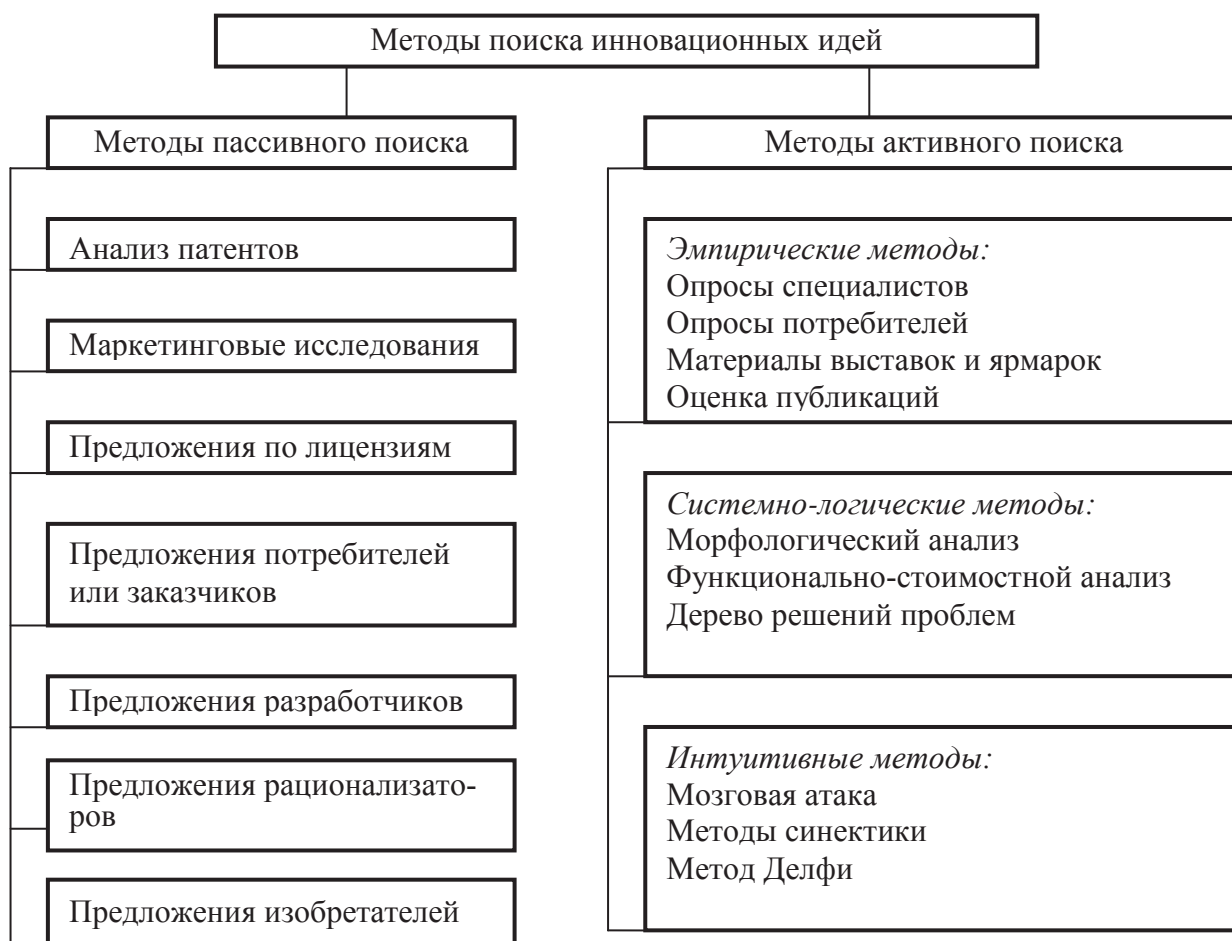 Методы поиска инновационных идей
Методы пассивного поиска
Анализ патентов
Маркетинговые исследования
Предложения по лицензиям
Предложения потребителей
или заказчиков
Предложения разработчиков
Предложения рационализато-
ров
Предложения изобретателей
Методы активного поиска
Эмпирические методы:
Опросы специалистов
Опросы потребителей
Материалы выставок и ярмарок
Оценка публикаций
Системно-логические методы:
Морфологический анализ
Функционально-стоимостной анализ
Дерево решений проблем
Интуитивные методы:
Мозговая атака
Методы синектики
Метод Делфи